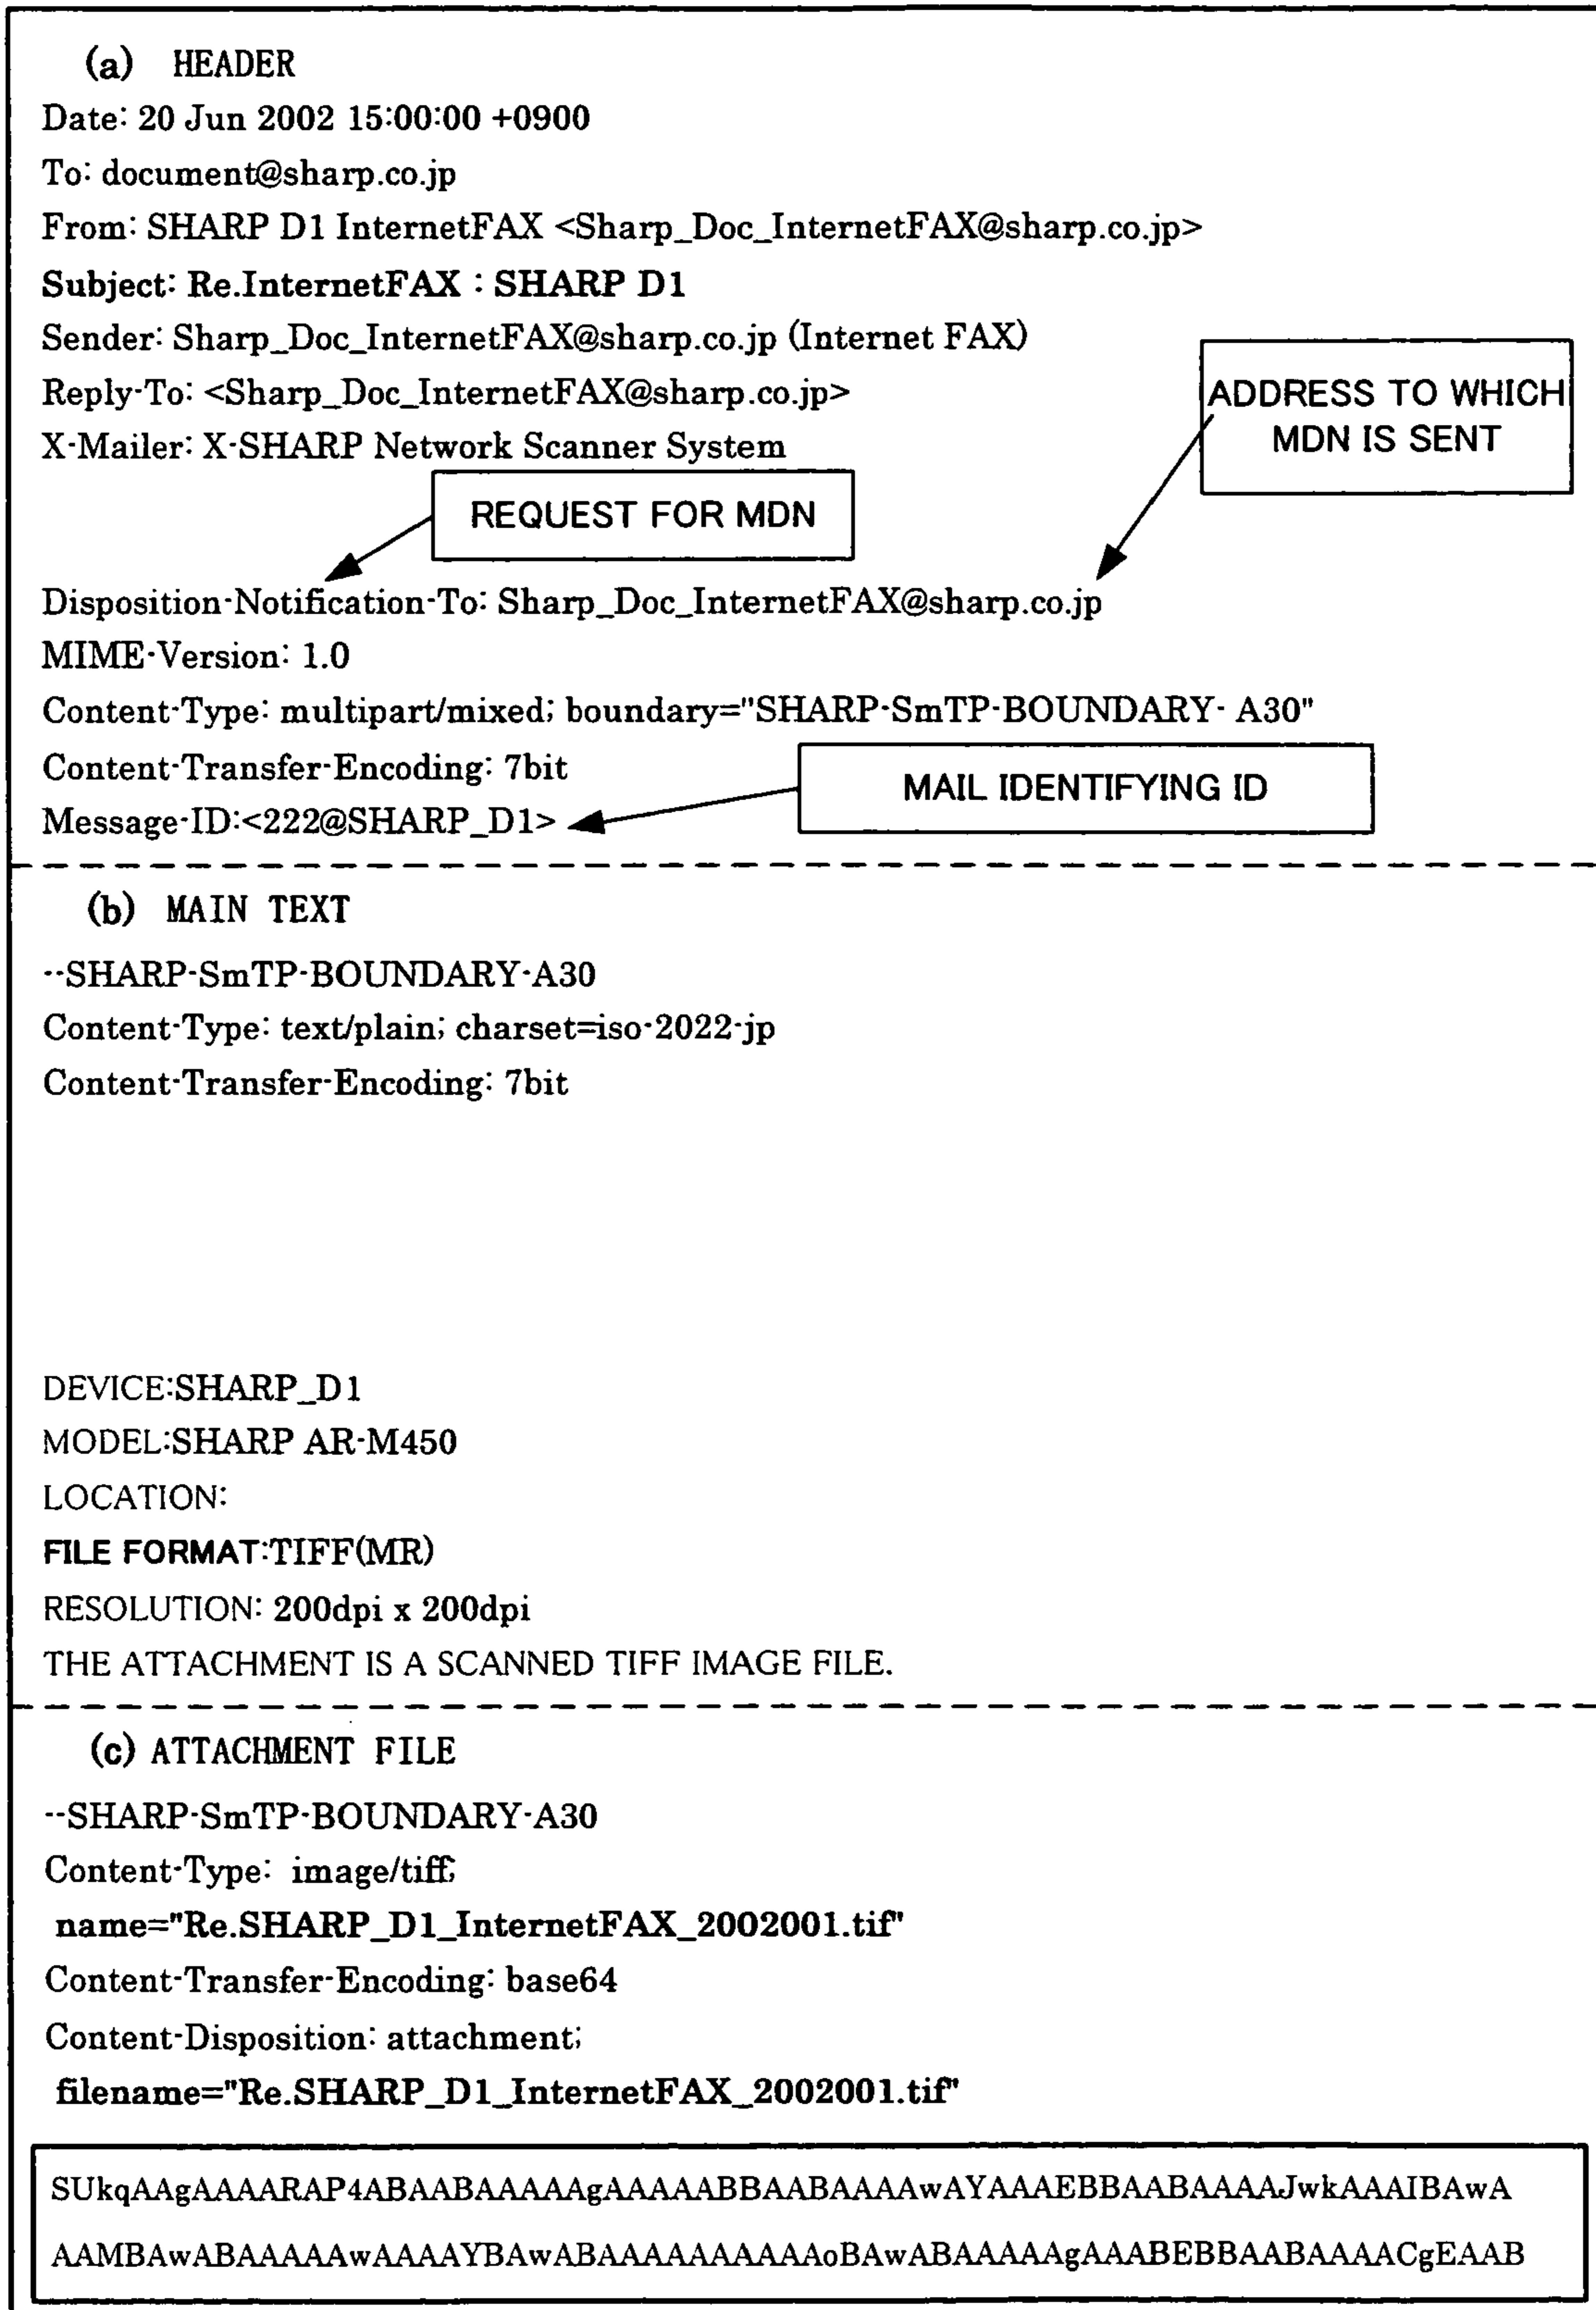 (a) HEADER
Date: 20 Jun 2002 15:00:00 +0900
To: document@sharp.co.jp
From: SHARP D1 InternetFAX <Sharp_Doc_InternetFAX@sharp.co.jp>
Subject: Re.InternetFAX : SHARP D1
Sender: Sharp_Doc_InternetFAX@sharp.co.jp (Internet FAX)
Reply-To: <Sharp_Doc_InternetFAX@sharp.co.jp>
ADDRESS TO WHICH
MDN IS SENT
X-Mailer: X-SHARP Network Scanner System
REQUEST FOR MDN
Disposition-Notification-To: Sharp_Doc_InternetFAX@sharp.co.jp
MIME-Version: 1.0
Content-Type: multipart/mixed; boundary="SHARP-SmTP-BOUNDARY- A30"
Content-Transfer-Encoding: 7bit
MAIL IDENTIFYING ID
Message-ID:<222@SHARP_D1>
(b) MAIN TEXT
--SHARP-SmTP-BOUNDARY-A30
Content-Type: text/plain; charset=iso-2022-jp
Content-Transfer-Encoding: 7bit
DEVICE:SHARP_D1
MODEL:SHARP AR-M450
LOCATION:
FILE FORMAT:TIFF(MR)
RESOLUTION: 200dpi x 200dpi
THE ATTACHMENT IS A SCANNED TIFF IMAGE FILE.
(c) ATTACHMENT FILE
--SHARP-SmTP-BOUNDARY-A30
Content-Type: image/tiff;
name="Re.SHARP_D1_InternetFAX_2002001.tif"
Content-Transfer-Encoding: base64
Content-Disposition: attachment;
filename="Re.SHARP_D1_InternetFAX_2002001.tif"
SUkqAAgAAAARAP4ABAABAAAAAgAAAAABBAABAAAAwAYAAAEBBAABAAAAJwkAAAIBAwA
AAMBAwABAAAAAwAAAAYBAwABAAAAAAAAAAoBAwABAAAAAgAAABEBBAABAAAACgEAAB